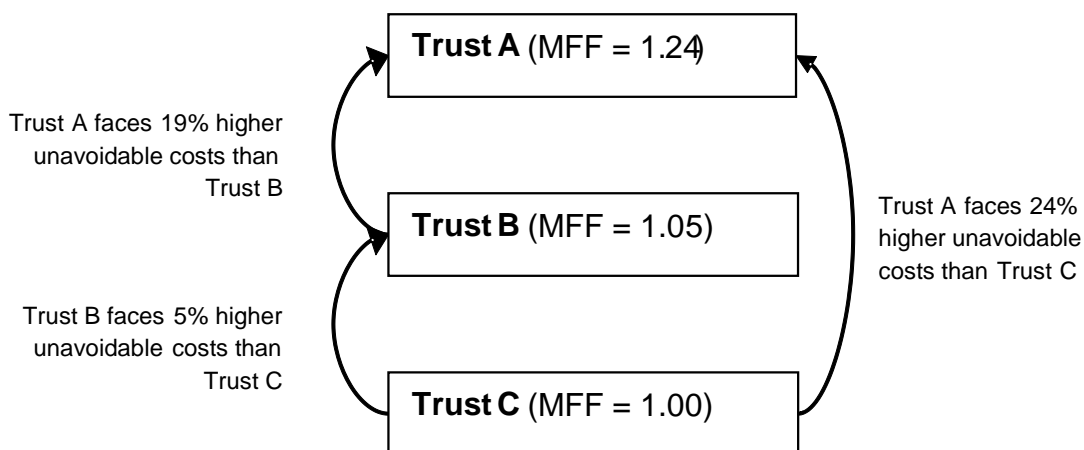 Trust A (MFF = 1.24)
Trust A faces 19% higher
unavoidable costs than
Trust B
Trust B (MFF = 1.05)
Trust A faces 24%
higher unavoidable
costs than Trust C
Trust B faces 5% higher
unavoidable costs than
Trust C
Trust C (MFF = 1.00)